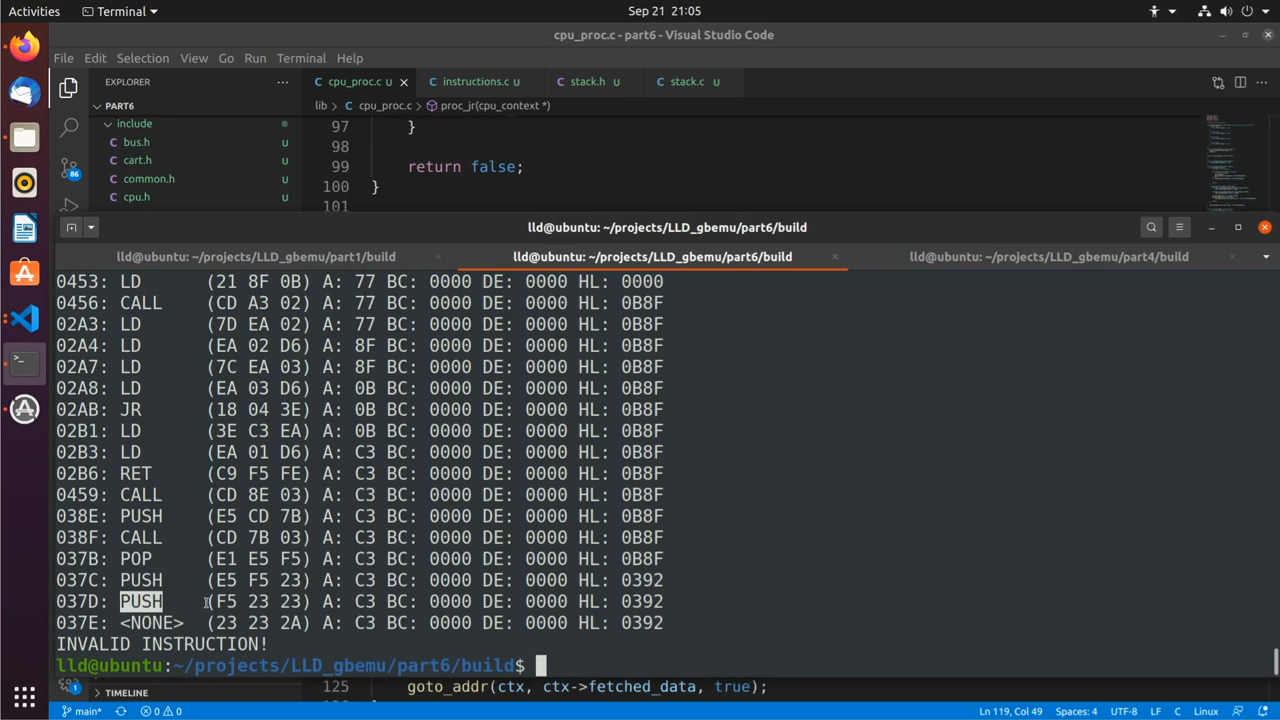 Activities Terminal Sep 21 21:05
cpu_proc.c - part6 - Visual Studio Code
File Edit Selection View Go Run Terminal Help
EXPLORER ··· cpu_proc.c U instructions.c U stack.h U stack.c U
PART6 lib > C cpu_proc.c > proc_jr(cpu_context *)
include
bus.h U
cart.h U
common.h U
cpu.h U
86
97 }
98
99 return false;
100 }
101
lld@ubuntu: ~/projects/LLD_gbemu/part6/build
lld@ubuntu: ~/projects/LLD_gbemu/part1/build lld@ubuntu: ~/projects/LLD_gbemu/part6/build lld@ubuntu: ~/projects/LLD_gbemu/part4/build
0453: LD (21 8F 0B) A: 77 BC: 0000 DE: 0000 HL: 0000
0456: CALL (CD A3 02) A: 77 BC: 0000 DE: 0000 HL: 0B8F
02A3: LD (7D EA 02) A: 77 BC: 0000 DE: 0000 HL: 0B8F
02A4: LD (EA 02 D6) A: 8F BC: 0000 DE: 0000 HL: 0B8F
02A7: LD (7C EA 03) A: 8F BC: 0000 DE: 0000 HL: 0B8F
02A8: LD (EA 03 D6) A: 0B BC: 0000 DE: 0000 HL: 0B8F
02AB: JR (18 04 3E) A: 0B BC: 0000 DE: 0000 HL: 0B8F
02B1: LD (3E C3 EA) A: 0B BC: 0000 DE: 0000 HL: 0B8F
02B3: LD (EA 01 D6) A: C3 BC: 0000 DE: 0000 HL: 0B8F
02B6: RET (C9 F5 FE) A: C3 BC: 0000 DE: 0000 HL: 0B8F
0459: CALL (CD 8E 03) A: C3 BC: 0000 DE: 0000 HL: 0B8F
038E: PUSH (E5 CD 7B) A: C3 BC: 0000 DE: 0000 HL: 0B8F
038F: CALL (CD 7B 03) A: C3 BC: 0000 DE: 0000 HL: 0B8F
037B: POP (E1 E5 F5) A: C3 BC: 0000 DE: 0000 HL: 0B8F
037C: PUSH (E5 F5 23) A: C3 BC: 0000 DE: 0000 HL: 0392
037D: PUSH (F5 23 23) A: C3 BC: 0000 DE: 0000 HL: 0392
037E: <NONE> (23 23 2A) A: C3 BC: 0000 DE: 0000 HL: 0392
INVALID INSTRUCTION!
lld@ubuntu:~/projects/LLD_gbemu/part6/build$
1 TIMELINE
125 goto_addr(ctx, ctx->fetched_data, true);
main* 0 0 Ln 119, Col 49 Spaces: 4 UTF-8 LF C Linux